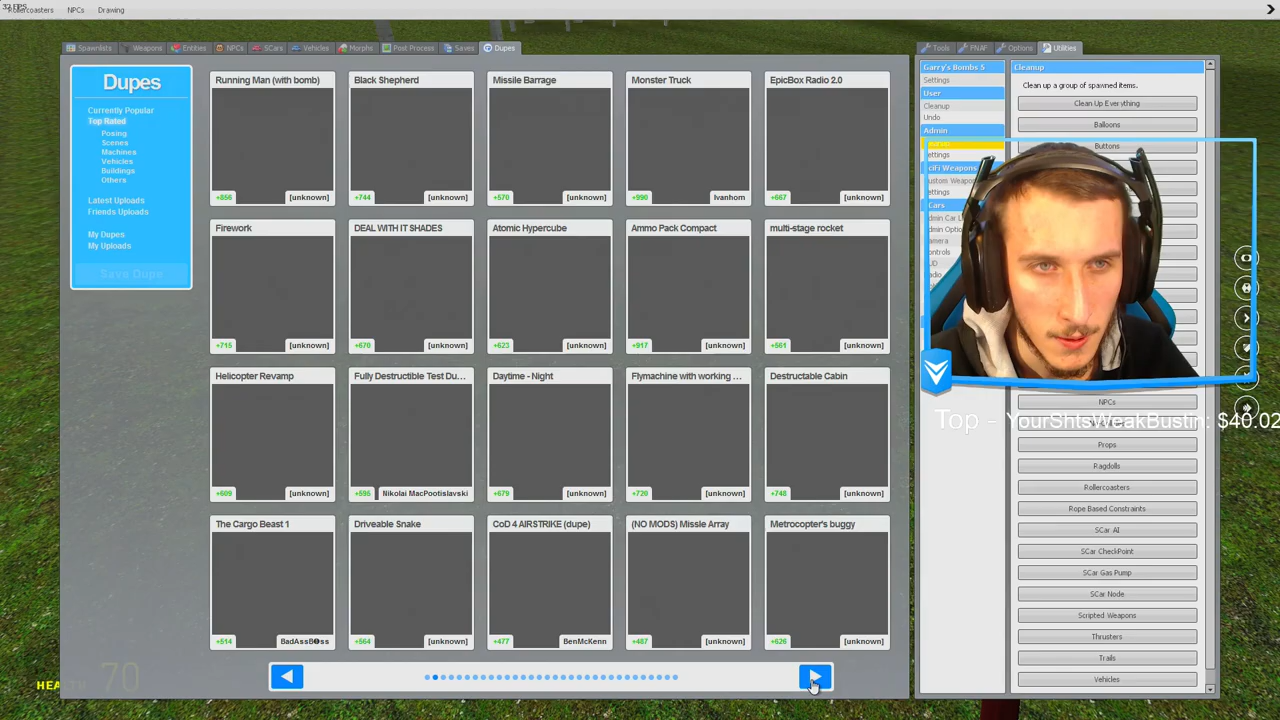 32 FPS
Rollercoasters NPCs Drawing
Spawnlists Weapons Entities NPCs SCars Vehicles Morphs Post Process Saves Dupes
Tools FNAF Options Utilities
Dupes
Currently Popular
Top Rated
Posing
Scenes
Machines
Vehicles
Buildings
Others
Latest Uploads
Friends Uploads
My Dupes
My Uploads
Save Dupe
Running Man (with bomb) Black Shepherd Missile Barrage Monster Truck EpicBox Radio 2.0
+856 [unknown] +744 [unknown] +570 [unknown] +990 Ivanhorn +667 [unknown]
Firework DEAL WITH IT SHADES Atomic Hypercube Ammo Pack Compact multi-stage rocket
+715 [unknown] +670 [unknown] +623 [unknown] +917 [unknown] +561 [unknown]
Helicopter Revamp Fully Destructible Test Du... Daytime - Night Flymachine with working ... Destructable Cabin
+609 [unknown] +595 Nikolai MacPootislavski +679 [unknown] +720 [unknown] +748 [unknown]
The Cargo Beast 1 Driveable Snake CoD 4 AIRSTRIKE (dupe) (NO MODS) Missle Array Metrocopter's buggy
+514 +564 [unknown] +477 BenMcKenn +487 [unknown] +626 [unknown]
70
Garry's Bombs 5
Settings
User
Cleanup
Undo
Admin
Cleanup
Clean up a group of spawned items.
Clean Up Everything
Balloons
Buttons
NPCs
Top - YourShtsWeakBustin: $40.02
Props
Ragdolls
Rollercoasters
Rope Based Constraints
SCar AI
SCar CheckPoint
SCar Gas Pump
SCar Node
Scripted Weapons
Thrusters
Trails
Vehicles